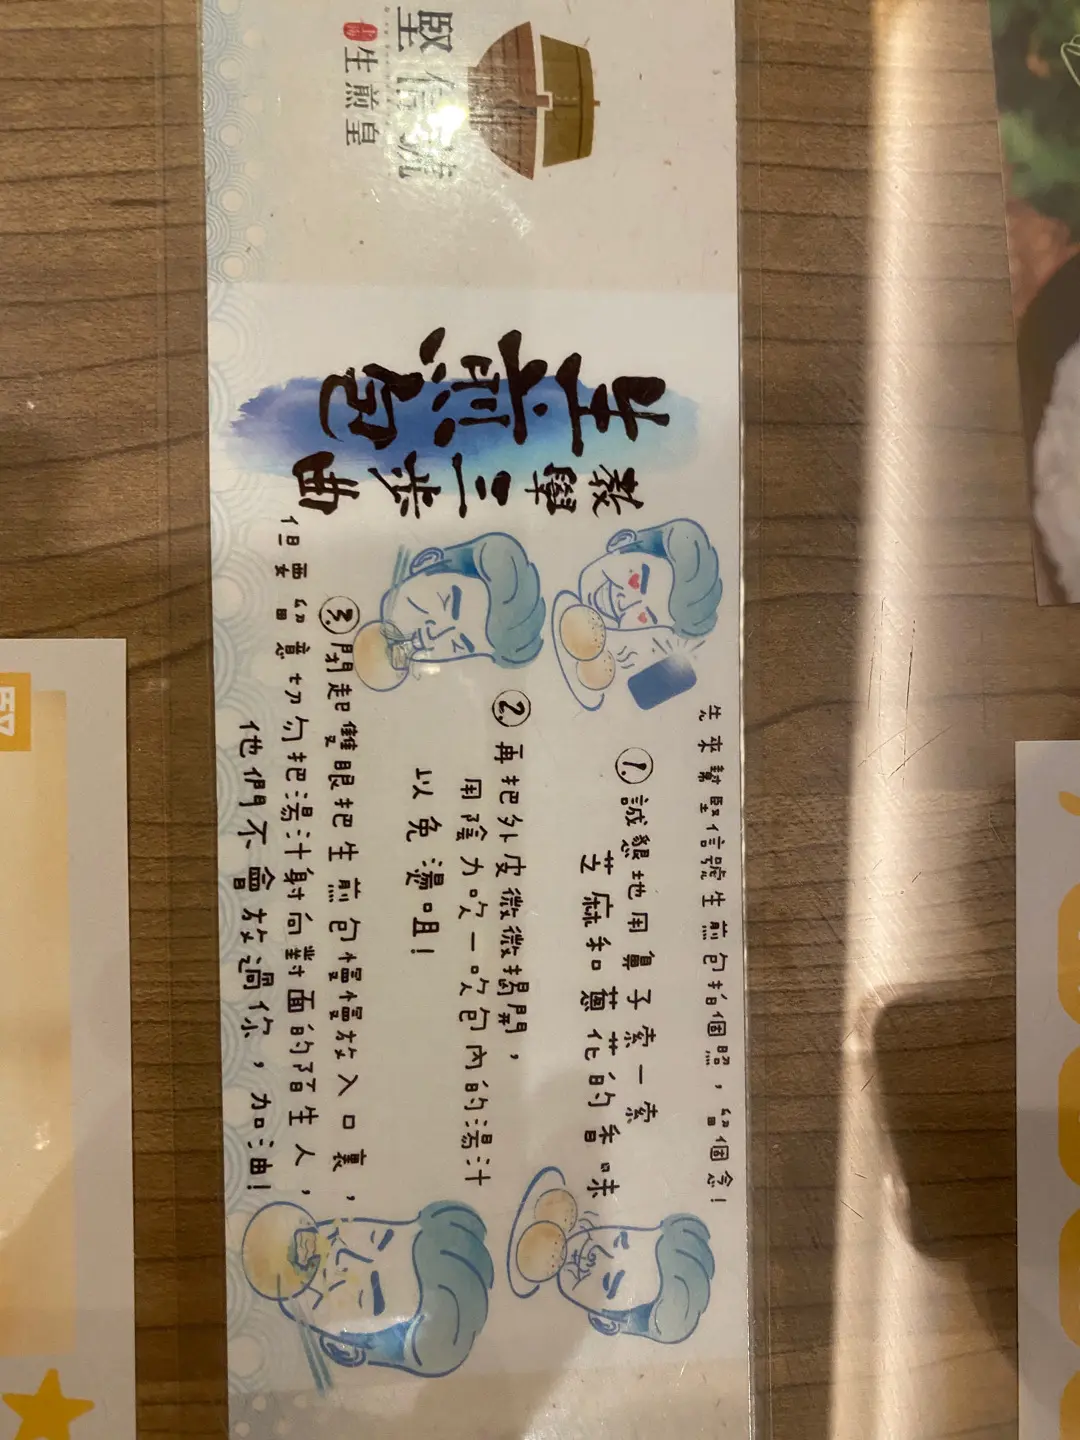 堅信號
上海
生煎皇
生煎包
教學三步曲
先來幫堅信號生煎包拍個照，留個念！
1. 誠懇地用鼻子索一索
芝麻和蔥花的香味
2. 再把外皮微微揭開，
用陰力吹一吹包內的湯汁
以免燙咀！
3. 閉起雙眼把生煎包慢慢放入口裏，
但要留意切勿把湯汁射向對面的陌生人，
他們不會放過你，加油！